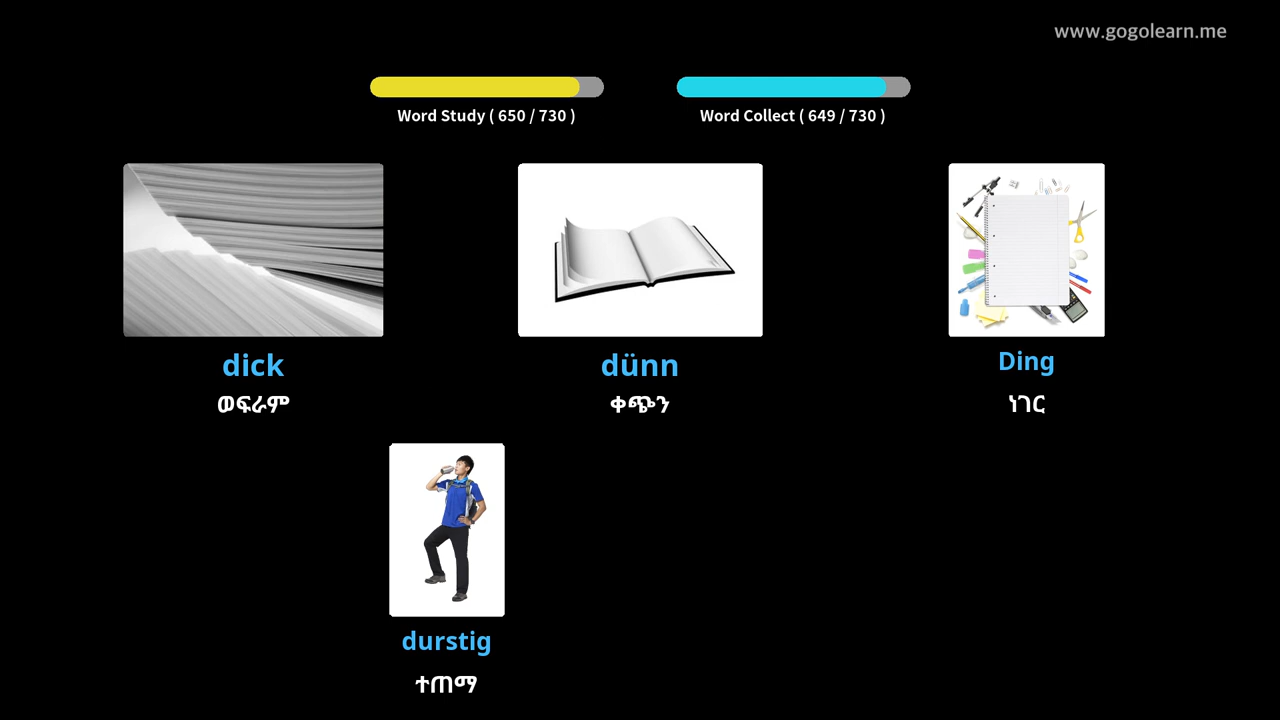 www.gogolearn.me
Word Study ( 650 / 730 )
Word Collect ( 649 / 730 )
dick
ወፍራም
dünn
ቀጭን
Ding
ነገር
durstig
ተጠማ